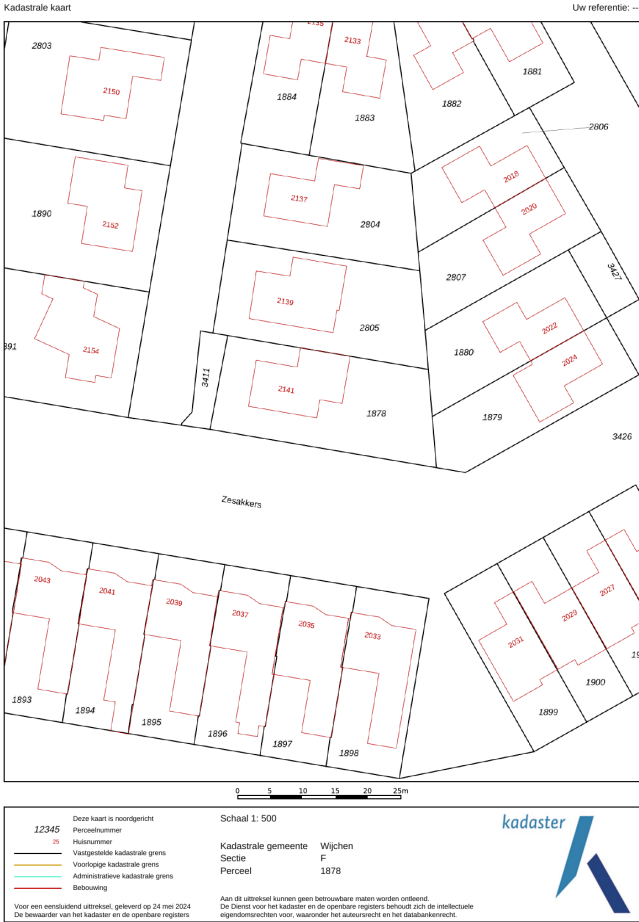 Kadastrale kaart
Uw referentie: --
2135
2803
2133
2150
1884
1881
1882
1883
2806
2018
2137
2020
1890
2152
2804
2807
3427
2139
2022
2805
1880
991
2154
2024
3411
2141
1878
1879
3426
Zesakkers
2043
2041
2039
2037
2035
2033
2027
2029
2031
1893
1894
1895
1896
1897
1898
1899
1900
19
0 5 10 15 20 25m
Deze kaart is noordgericht
12345 Perceelnummer
25 Huisnummer
Vastgestelde kadastrale grens
Voorlopige kadastrale grens
Administratieve kadastrale grens
Bebouwing
Voor een eensluidend uittreksel, geleverd op 24 mei 2024
De bewaarder van het kadaster en de openbare registers
Schaal 1: 500
Kadastrale gemeente Wijchen
Sectie F
Perceel 1878
Aan dit uittreksel kunnen geen betrouwbare maten worden ontleend.
De Dienst voor het kadaster en de openbare registers behoudt zich de intellectuele
eigendomsrechten voor, waaronder het auteursrecht en het databankenrecht.
kadaster